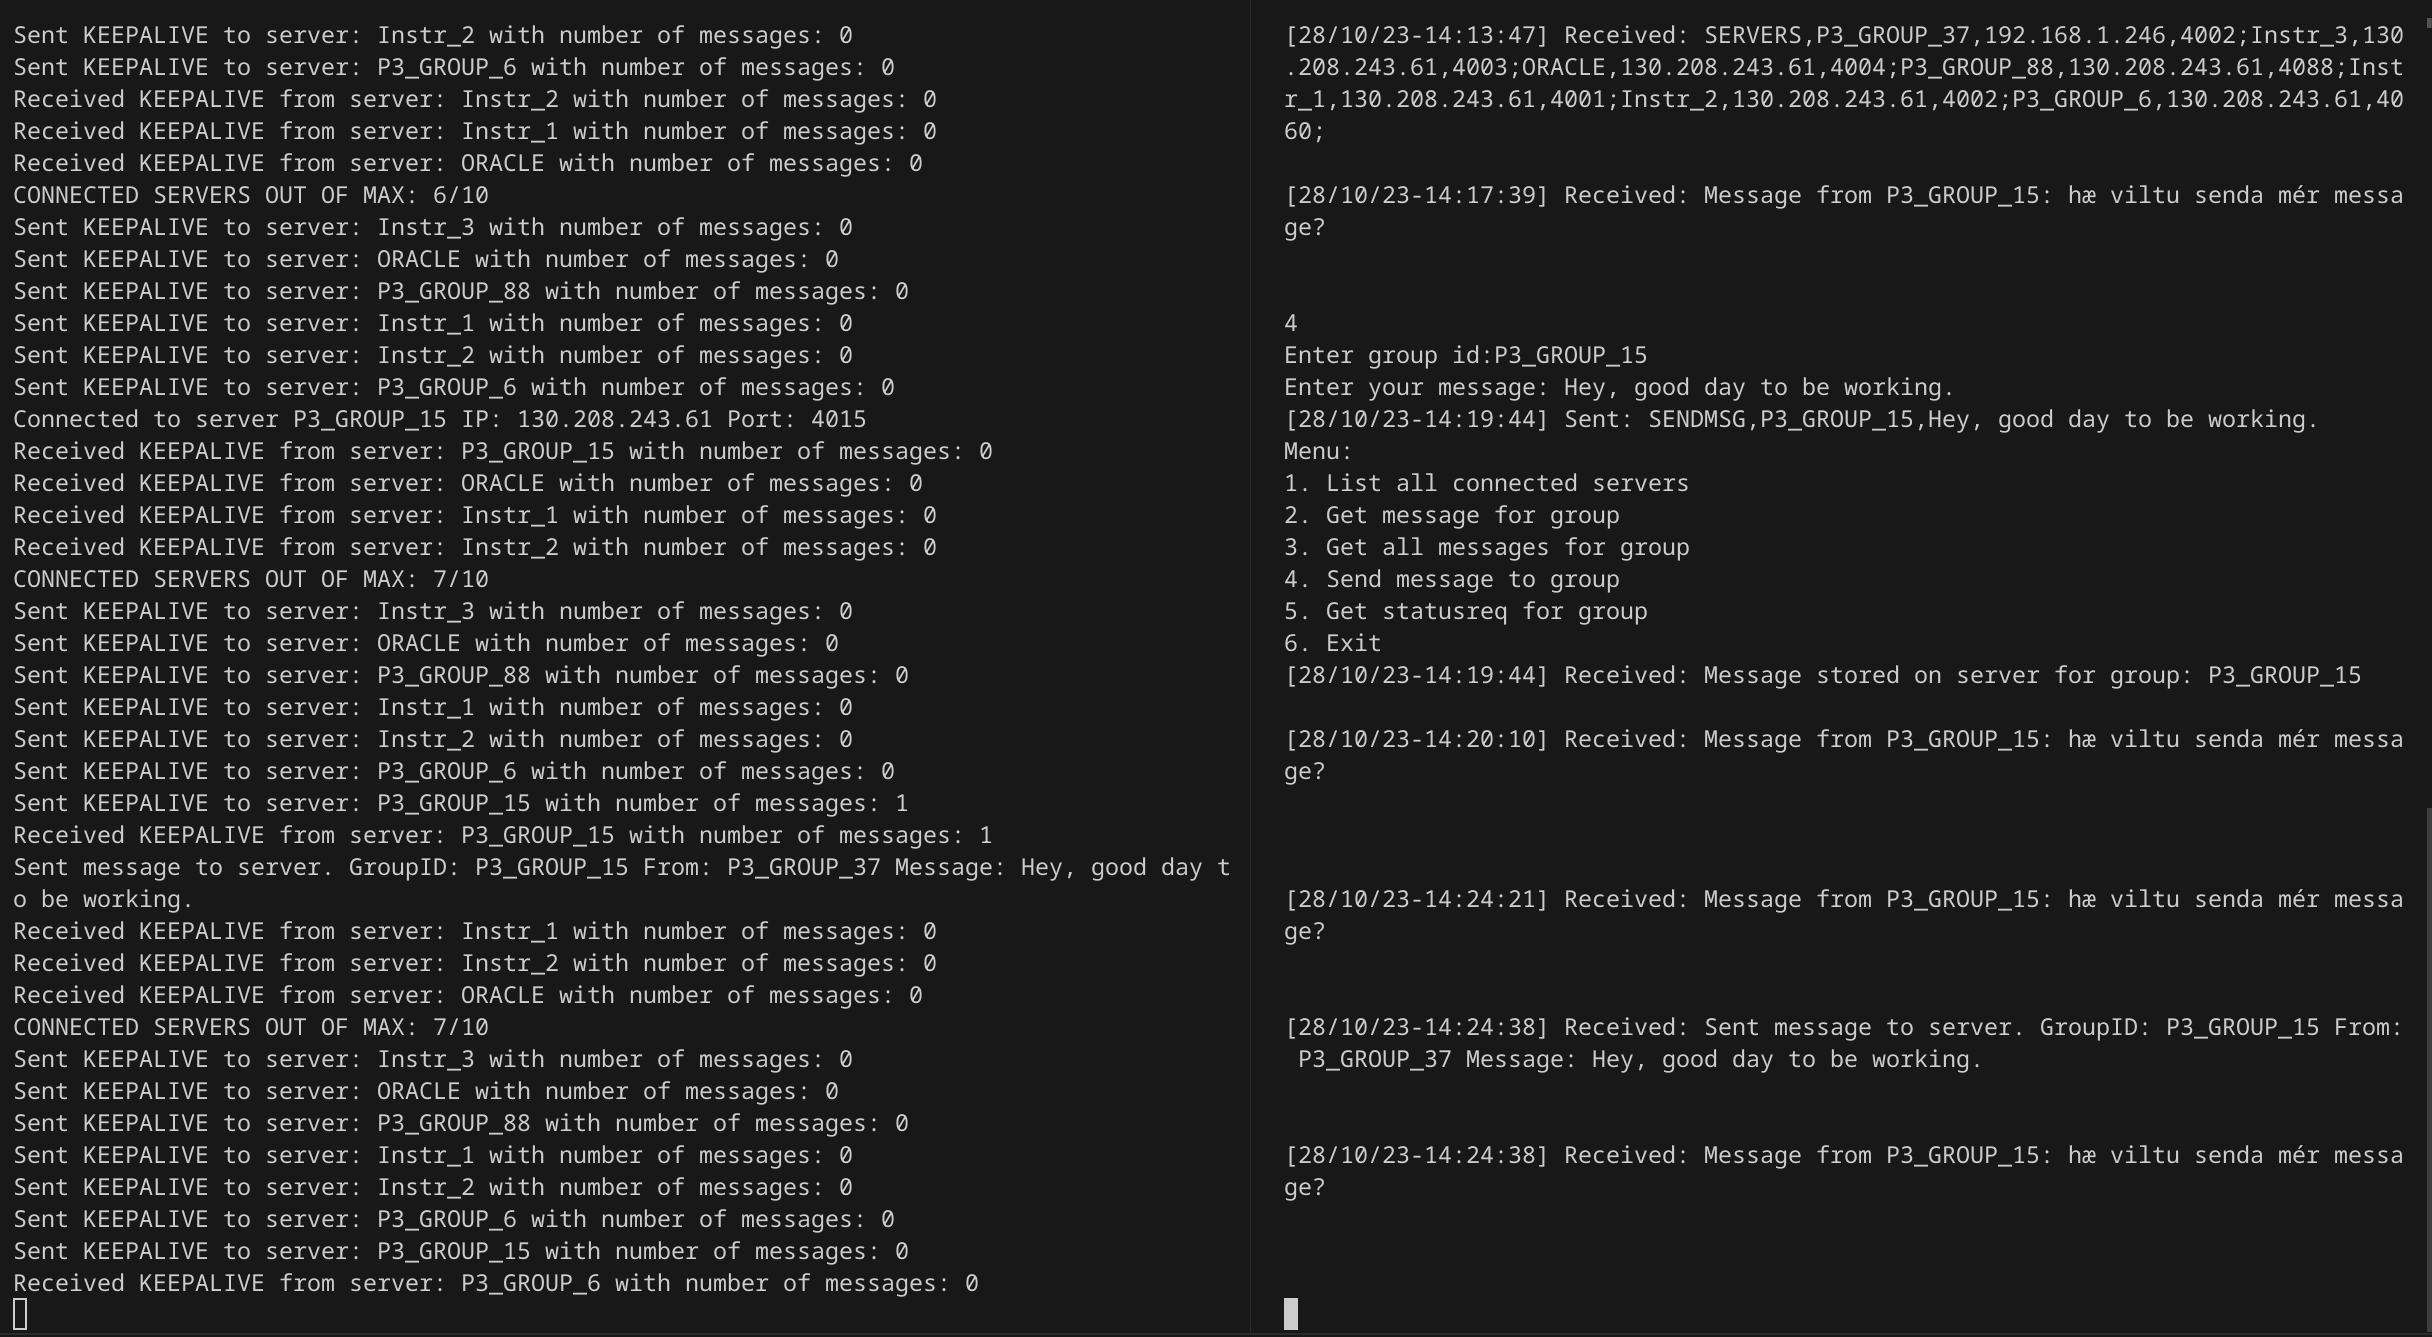 Sent KEEPALIVE to server: Instr_2 with number of messages: 0
Sent KEEPALIVE to server: P3_GROUP_6 with number of messages: 0
Received KEEPALIVE from server: Instr_2 with number of messages: 0
Received KEEPALIVE from server: Instr_1 with number of messages: 0
Received KEEPALIVE from server: ORACLE with number of messages: 0
CONNECTED SERVERS OUT OF MAX: 6/10
Sent KEEPALIVE to server: Instr_3 with number of messages: 0
Sent KEEPALIVE to server: ORACLE with number of messages: 0
Sent KEEPALIVE to server: P3_GROUP_88 with number of messages: 0
Sent KEEPALIVE to server: Instr_1 with number of messages: 0
Sent KEEPALIVE to server: Instr_2 with number of messages: 0
Sent KEEPALIVE to server: P3_GROUP_6 with number of messages: 0
Connected to server P3_GROUP_15 IP: 130.208.243.61 Port: 4015
Received KEEPALIVE from server: P3_GROUP_15 with number of messages: 0
Received KEEPALIVE from server: ORACLE with number of messages: 0
Received KEEPALIVE from server: Instr_1 with number of messages: 0
Received KEEPALIVE from server: Instr_2 with number of messages: 0
CONNECTED SERVERS OUT OF MAX: 7/10
Sent KEEPALIVE to server: Instr_3 with number of messages: 0
Sent KEEPALIVE to server: ORACLE with number of messages: 0
Sent KEEPALIVE to server: P3_GROUP_88 with number of messages: 0
Sent KEEPALIVE to server: Instr_1 with number of messages: 0
Sent KEEPALIVE to server: Instr_2 with number of messages: 0
Sent KEEPALIVE to server: P3_GROUP_6 with number of messages: 0
Sent KEEPALIVE to server: P3_GROUP_15 with number of messages: 1
Received KEEPALIVE from server: P3_GROUP_15 with number of messages: 1
Sent message to server. GroupID: P3_GROUP_15 From: P3_GROUP_37 Message: Hey, good day t
o be working.
Received KEEPALIVE from server: Instr_1 with number of messages: 0
Received KEEPALIVE from server: Instr_2 with number of messages: 0
Received KEEPALIVE from server: ORACLE with number of messages: 0
CONNECTED SERVERS OUT OF MAX: 7/10
Sent KEEPALIVE to server: Instr_3 with number of messages: 0
Sent KEEPALIVE to server: ORACLE with number of messages: 0
Sent KEEPALIVE to server: P3_GROUP_88 with number of messages: 0
Sent KEEPALIVE to server: Instr_1 with number of messages: 0
Sent KEEPALIVE to server: Instr_2 with number of messages: 0
Sent KEEPALIVE to server: P3_GROUP_6 with number of messages: 0
Sent KEEPALIVE to server: P3_GROUP_15 with number of messages: 0
Received KEEPALIVE from server: P3_GROUP_6 with number of messages: 0
[28/10/23-14:13:47] Received: SERVERS,P3_GROUP_37,192.168.1.246,4002;Instr_3,130
.208.243.61,4003;ORACLE,130.208.243.61,4004;P3_GROUP_88,130.208.243.61,4088;Inst
r_1,130.208.243.61,4001;Instr_2,130.208.243.61,4002;P3_GROUP_6,130.208.243.61,40
60;
[28/10/23-14:17:39] Received: Message from P3_GROUP_15: hæ viltu senda mér messa
ge?
4
Enter group id:P3_GROUP_15
Enter your message: Hey, good day to be working.
[28/10/23-14:19:44] Sent: SENDMSG,P3_GROUP_15,Hey, good day to be working.
Menu:
1. List all connected servers
2. Get message for group
3. Get all messages for group
4. Send message to group
5. Get statusreq for group
6. Exit
[28/10/23-14:19:44] Received: Message stored on server for group: P3_GROUP_15
[28/10/23-14:20:10] Received: Message from P3_GROUP_15: hæ viltu senda mér messa
ge?
[28/10/23-14:24:21] Received: Message from P3_GROUP_15: hæ viltu senda mér messa
ge?
[28/10/23-14:24:38] Received: Sent message to server. GroupID: P3_GROUP_15 From:
P3_GROUP_37 Message: Hey, good day to be working.
[28/10/23-14:24:38] Received: Message from P3_GROUP_15: hæ viltu senda mér messa
ge?